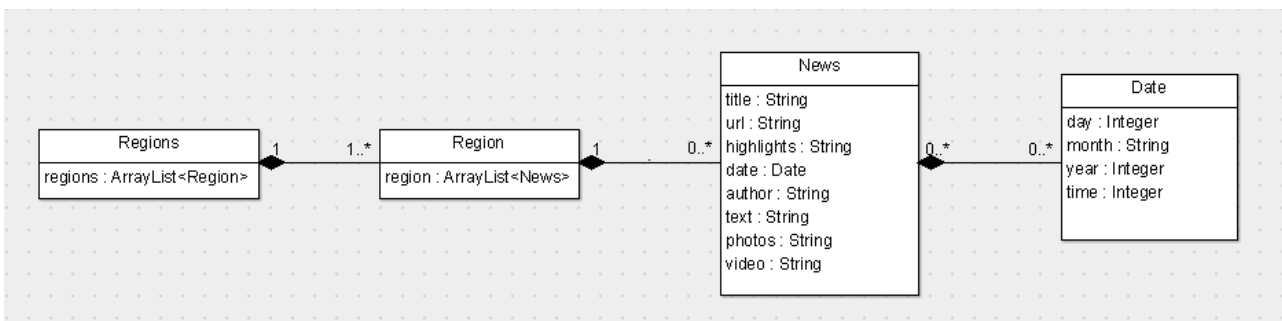 Regions
regions : ArrayList<Region>
1
1..*
Region
region : ArrayList<News>
1
0..*
News
title : String
url : String
highlights : String
date : Date
author : String
text : String
photos : String
video : String
0..*
0..*
Date
day : Integer
month : String
year : Integer
time : Integer